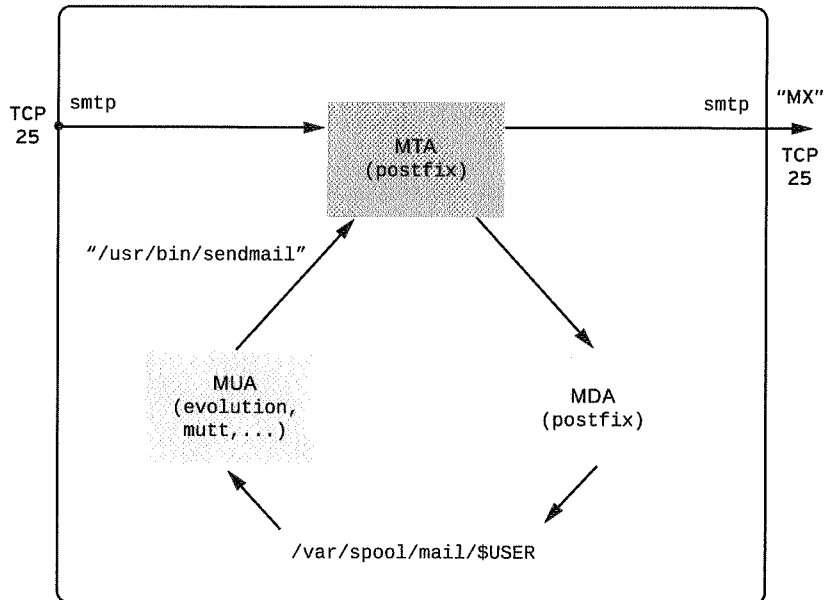 TCP
25
smtp
MTA
(postfix)
smtp
“MX”
TCP
25
“/usr/bin/sendmail”
MUA
(evolution,
mutt,...)
MDA
(postfix)
/var/spool/mail/$USER